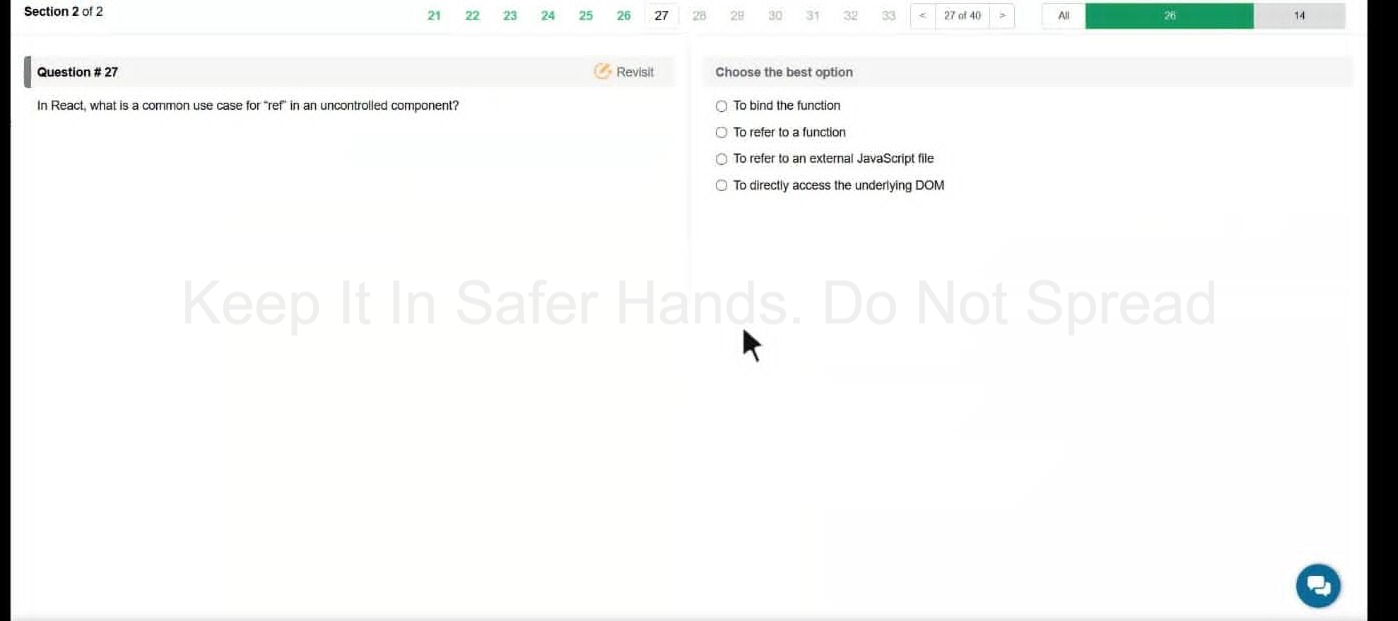 Section 2 of 2
21 22 23 24 25 26 27 28 29 30 31 32 33 < 27 of 40 > All 26 14
Question # 27
Revisit
In React, what is a common use case for "ref" in an uncontrolled component?
Choose the best option
To bind the function
To refer to a function
To refer to an external JavaScript file
To directly access the underlying DOM
Keep It In Safer Hands. Do Not Spread